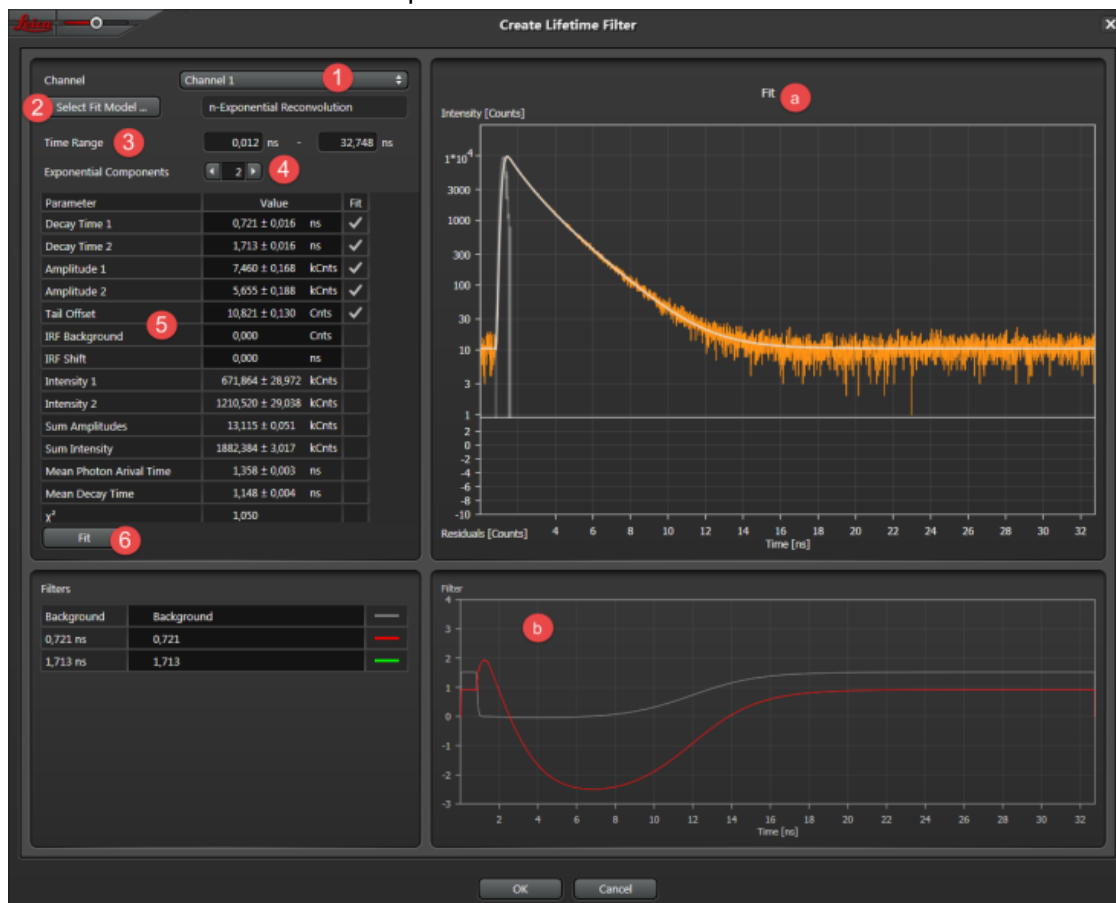 Leica
Create Lifetime Filter
Channel
Channel 1
1
2
Select Fit Model ...
n-Exponential Reconvolution
Time Range
3
0,012 ns - 32,748 ns
Exponential Components
2
4
Parameter Value Fit
Decay Time 1 0,721 ± 0,016 ns
Decay Time 2 1,713 ± 0,016 ns
Amplitude 1 7,460 ± 0,168 kCnts
Amplitude 2 5,655 ± 0,188 kCnts
Tail Offset 10,821 ± 0,130 Cnts
5
IRF Background 0,000 Cnts
IRF Shift 0,000 ns
Intensity 1 671,864 ± 28,972 kCnts
Intensity 2 1210,520 ± 29,038 kCnts
Sum Amplitudes 13,115 ± 0,051 kCnts
Sum Intensity 1882,384 ± 3,017 kCnts
Mean Photon Arival Time 1,358 ± 0,003 ns
Mean Decay Time 1,148 ± 0,004 ns
χ² 1,050
Fit
6
Fit
a
Intensity [Counts]
1*10⁴
3000
1000
300
100
30
10
3
1
2
0
-2
-4
-6
-8
-10
Residuals [Counts]
4 6 8 10 12 14 16 18 20 22 24 26 28 30 32
Time [ns]
Filters
Background Background
0,721 ns 0,721
1,713 ns 1,713
Filter
b
4
3
2
1
0
-1
-2
-3
2 4 6 8 10 12 14 16 18 20 22 24 26 28 30 32
Time [ns]
OK
Cancel